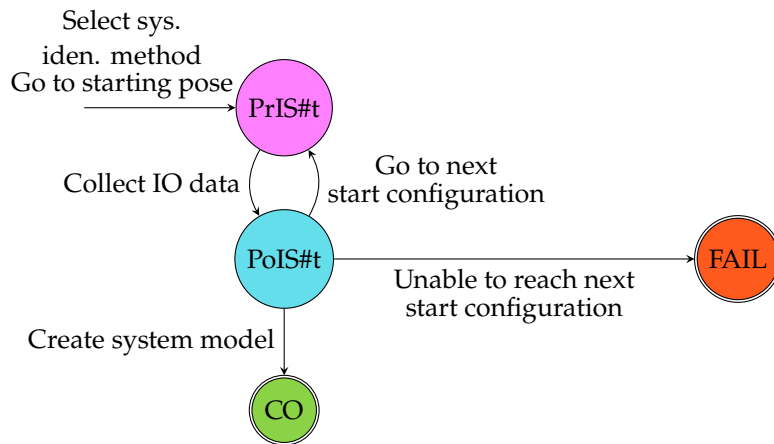 Select sys.
iden. method
Go to starting pose
PrIS#t
Collect IO data
Go to next
start configuration
PoIS#t
FAIL
Unable to reach next
start configuration
Create system model
CO